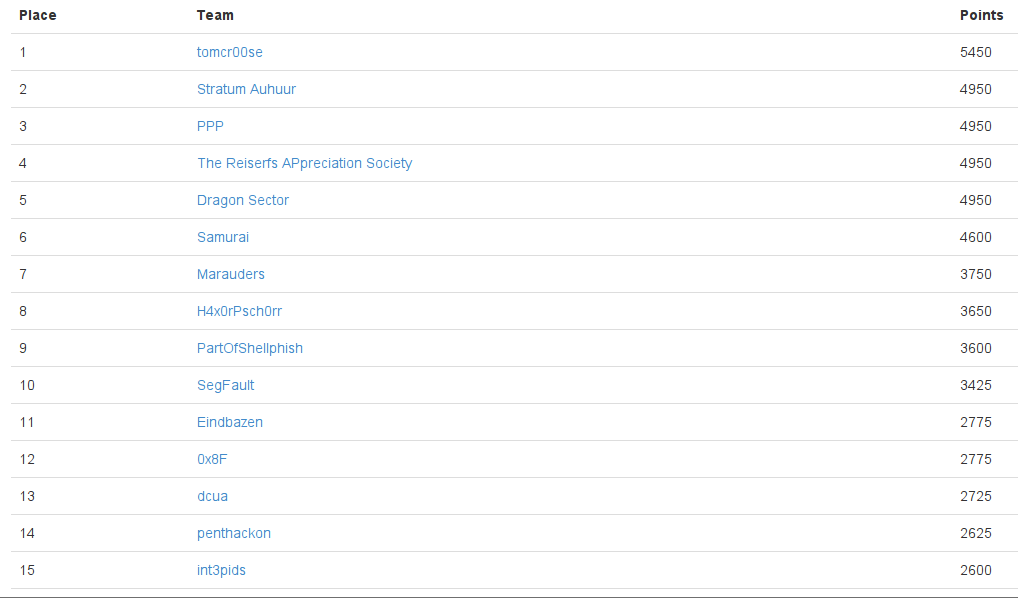 Place Team Points
1 tomcr00se 5450
2 Stratum Auhuur 4950
3 PPP 4950
4 The Reiserfs APpreciation Society 4950
5 Dragon Sector 4950
6 Samurai 4600
7 Marauders 3750
8 H4x0rPsch0rr 3650
9 PartOfShellphish 3600
10 SegFault 3425
11 Eindbazen 2775
12 0x8F 2775
13 dcua 2725
14 penthackon 2625
15 int3pids 2600